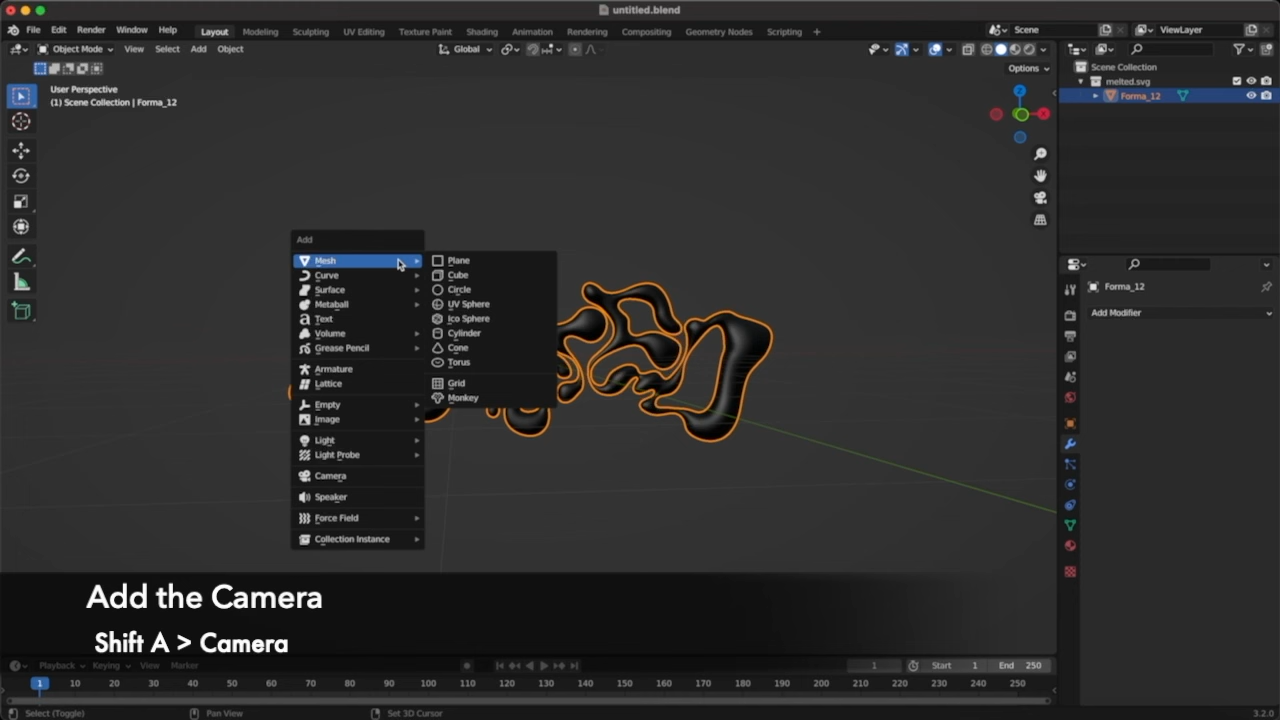 untitled.blend
File Edit Render Window Help Layout Modeling Sculpting UV Editing Texture Paint Shading Animation Rendering Compositing Geometry Nodes Scripting + Scene ViewLayer
Object Mode View Select Add Object Global
Options
User Perspective
(1) Scene Collection | Forma_12
Scene Collection
melted.svg
Forma_12
Z
X
Forma_12
Add Modifier
Add
Mesh
Curve
Surface
Metaball
Text
Volume
Grease Pencil
Armature
Lattice
Empty
Image
Light
Light Probe
Camera
Speaker
Force Field
Collection Instance
Plane
Cube
Circle
UV Sphere
Ico Sphere
Cylinder
Cone
Torus
Grid
Monkey
Add the Camera
Shift A > Camera
Playback Keying View Marker 1 Start 1 End 250
1 10 20 30 40 50 60 70 80 90 100 110 120 130 140 150 160 170 180 190 200 210 220 230 240 250
Select (Toggle) Pan View Set 3D Cursor 3.2.0